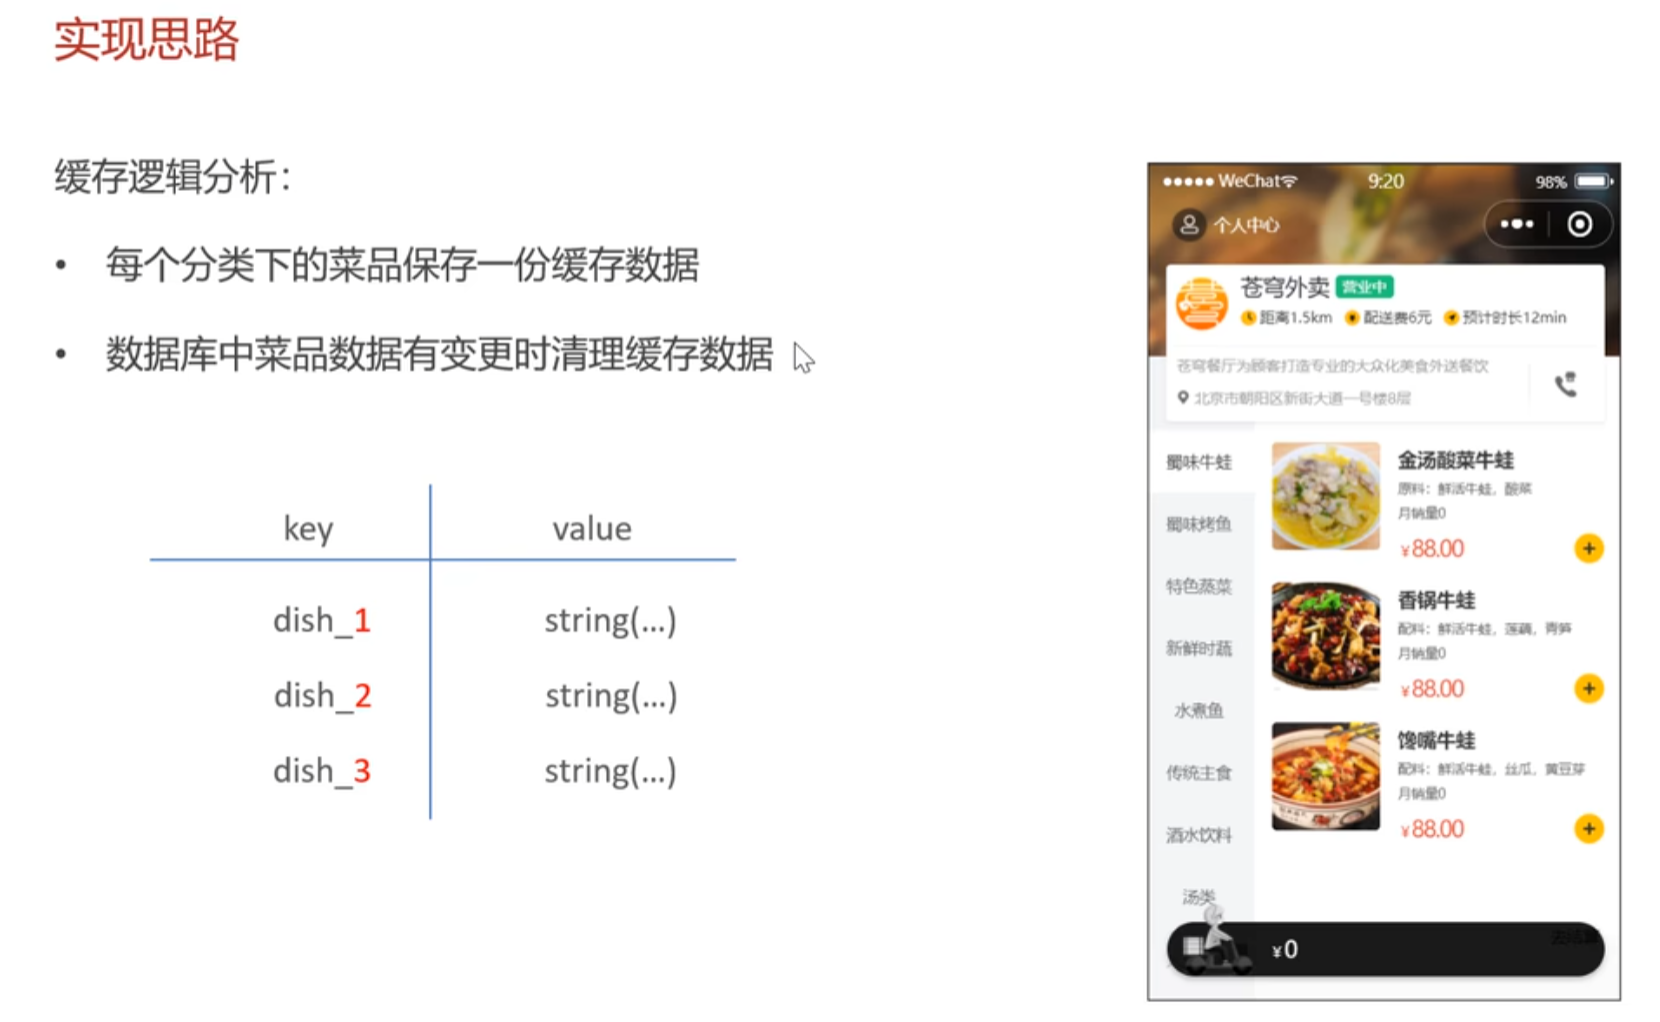 实现思路
缓存逻辑分析：
• 每个分类下的菜品保存一份缓存数据
• 数据库中菜品数据有变更时清理缓存数据
key value
dish_1 string(...)
dish_2 string(...)
dish_3 string(...)
WeChat 9:20 98%
个人中心
苍穹外卖 营业中
距离1.5km 配送费6元 预计时长12min
苍穹餐厅为顾客打造专业的大众化美食外送餐饮
北京市朝阳区新街大道一号楼8层
蜀味牛蛙
蜀味烤鱼
特色蒸菜
新鲜时蔬
水煮鱼
传统主食
酒水饮料
汤类
金汤酸菜牛蛙
原料：鲜活牛蛙，酸菜
月销量0
¥88.00
香锅牛蛙
配料：鲜活牛蛙，莲藕，青笋
月销量0
¥88.00
馋嘴牛蛙
配料：鲜活牛蛙，丝瓜，黄豆芽
月销量0
¥88.00
¥0